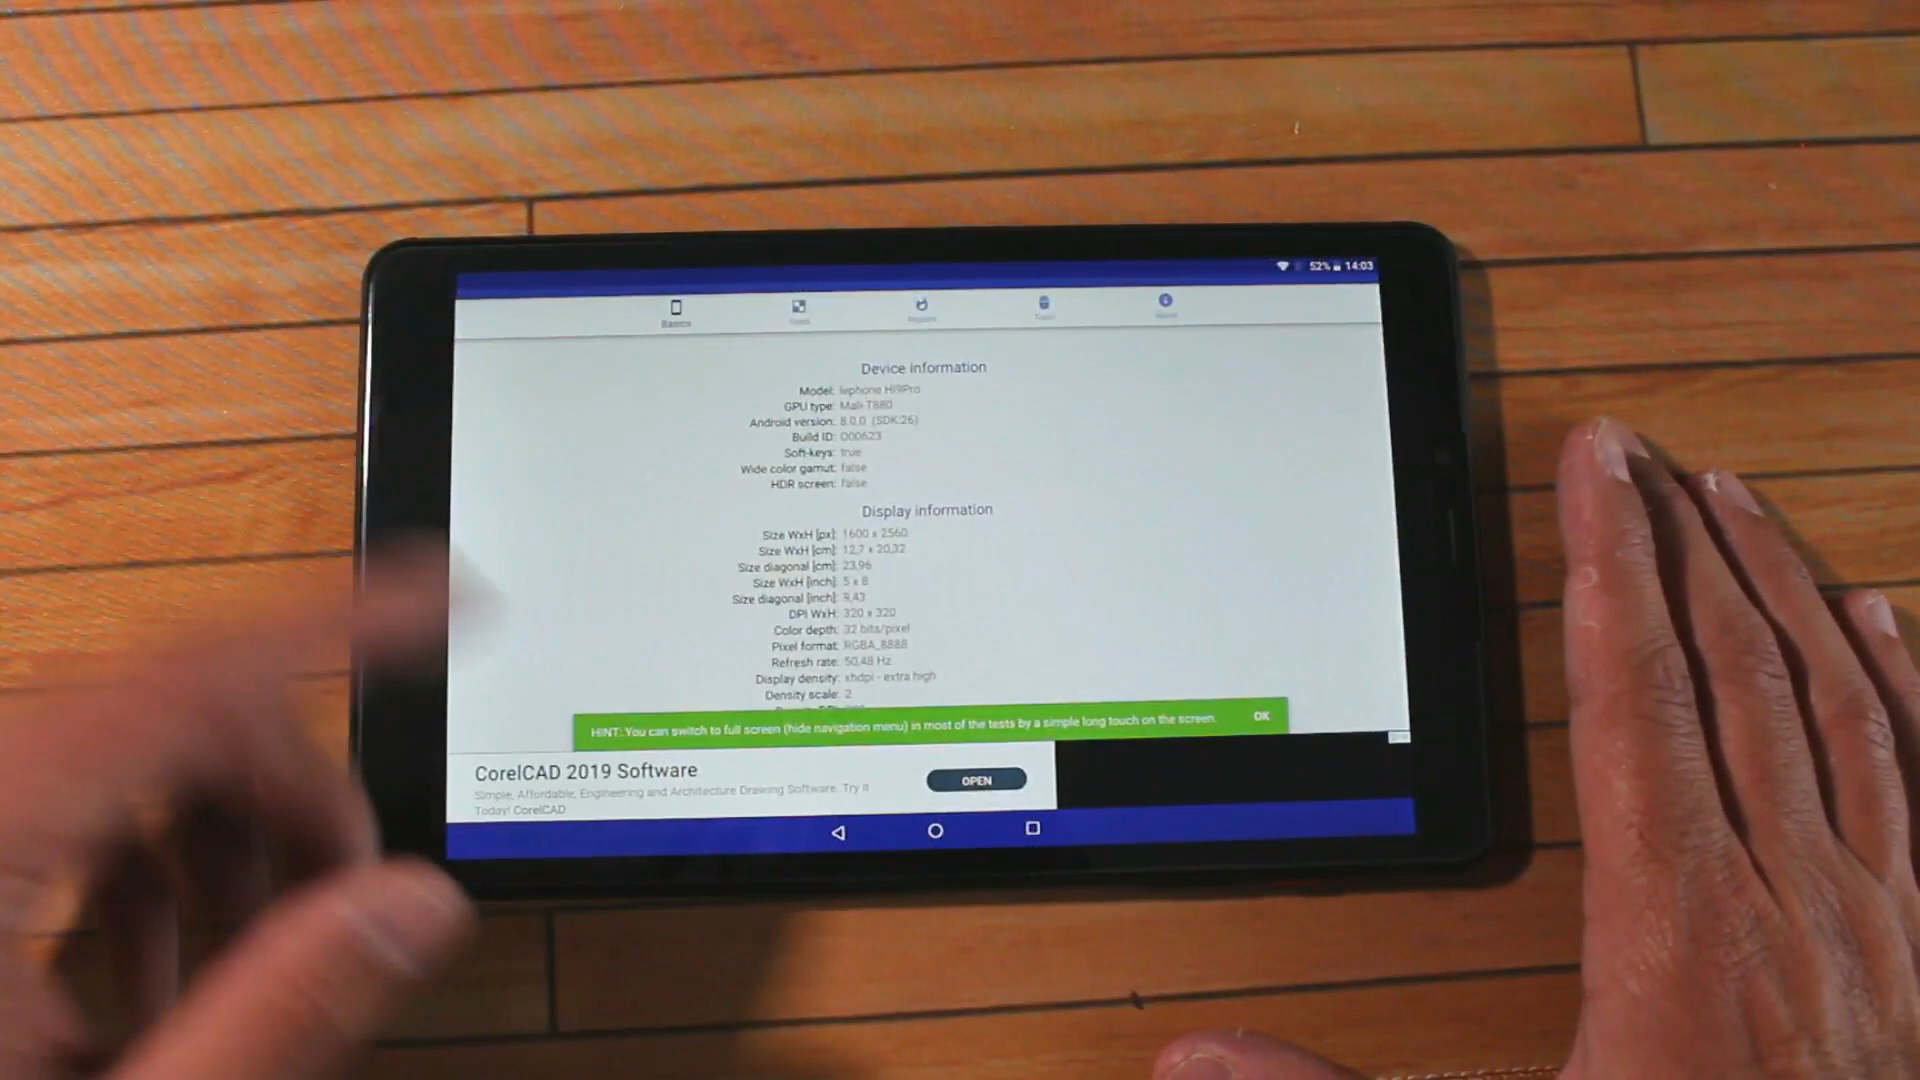 52% 14:03
Basics
Device information
Model: lephone Hi9Pro
GPU type: Mali-T880
Android version: 8.0.0 (SDK:26)
Build ID: O00623
Soft-keys: true
Wide color gamut: false
HDR screen: false
Display information
Size WxH [px]: 1600 x 2560
Size WxH [cm]: 12,7 x 20,32
Size diagonal [cm]: 23,96
Size WxH [inch]: 5 x 8
Size diagonal [inch]: 9,43
DPI WxH: 320 x 320
Color depth: 32 bits/pixel
Pixel format: RGBA_8888
Refresh rate: 50,48 Hz
Display density: xhdpi - extra high
Density scale: 2
HINT: You can switch to full screen (hide navigation menu) in most of the tests by a simple long touch on the screen. OK
CorelCAD 2019 Software
Simple, Affordable, Engineering and Architecture Drawing Software. Try it
Today! CorelCAD
OPEN